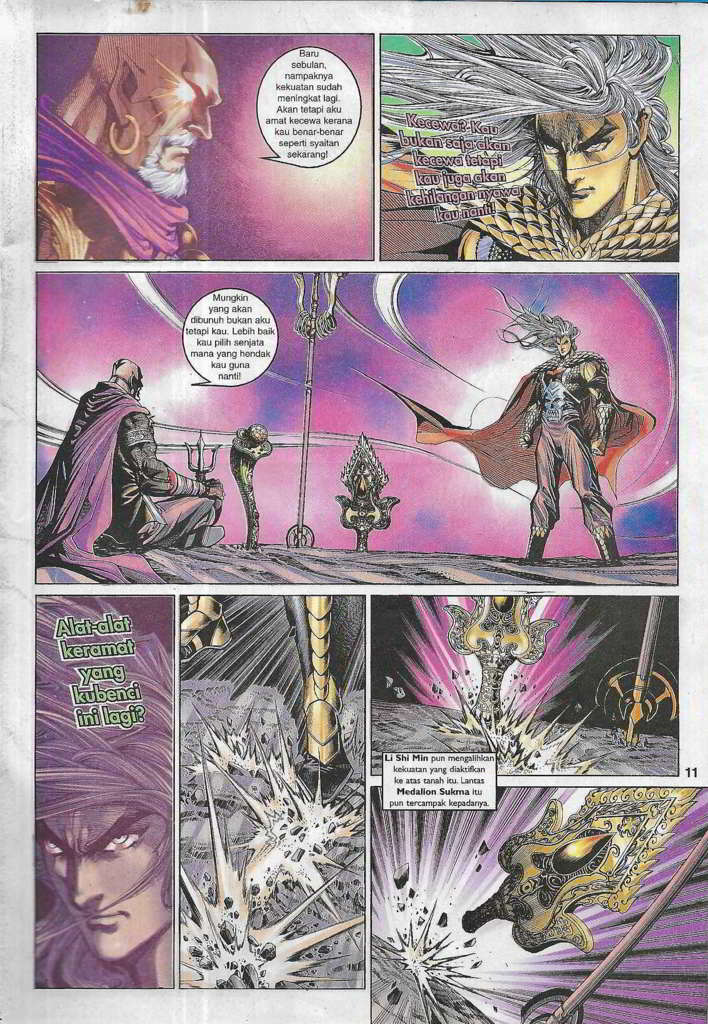 Baru
sebulan,
nampaknya
kekuatan sudah
meningkat lagi.
Akan tetapi aku
amat kecewa kerana
kau benar-benar
seperti syaitan
sekarang!
Kecewa? Kau
bukan saja akan
kecewa tetapi
kau juga akan
kehilangan nyawa
kau nanti!
Mungkin
yang akan
dibunuh bukan aku
tetapi kau. Lebih baik
kau pilih senjata
mana yang hendak
kau guna
nanti!
Alat-alat
keramat
yang
kubenci
ini lagi?
Li Shi Min pun mengalihkan
kekuatan yang diaktifkan
ke atas tanah itu. Lantas
Medalion Sukma itu
pun tercampak kepadanya.
11